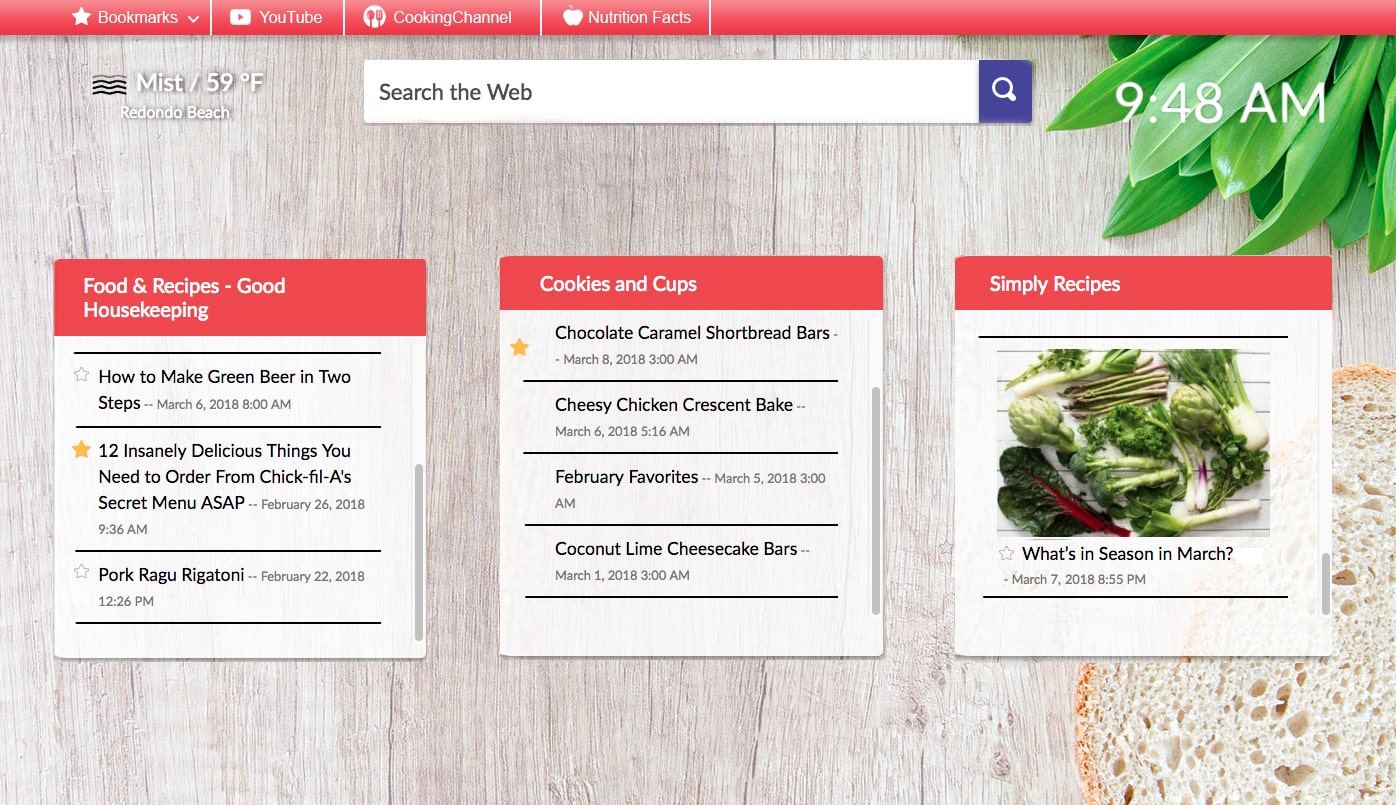 Bookmarks
YouTube
CookingChannel
Nutrition Facts
Mist / 59 °F
Redondo Beach
Search the Web
9:48 AM
Food & Recipes - Good
Housekeeping
How to Make Green Beer in Two
Steps -- March 6, 2018 8:00 AM
12 Insanely Delicious Things You
Need to Order From Chick-fil-A's
Secret Menu ASAP -- February 26, 2018
9:36 AM
Pork Ragu Rigatoni -- February 22, 2018
12:26 PM
Cookies and Cups
Chocolate Caramel Shortbread Bars -
- March 8, 2018 3:00 AM
Cheesy Chicken Crescent Bake --
March 6, 2018 5:16 AM
February Favorites -- March 5, 2018 3:00
AM
Coconut Lime Cheesecake Bars --
March 1, 2018 3:00 AM
Simply Recipes
What's in Season in March?
- March 7, 2018 8:55 PM